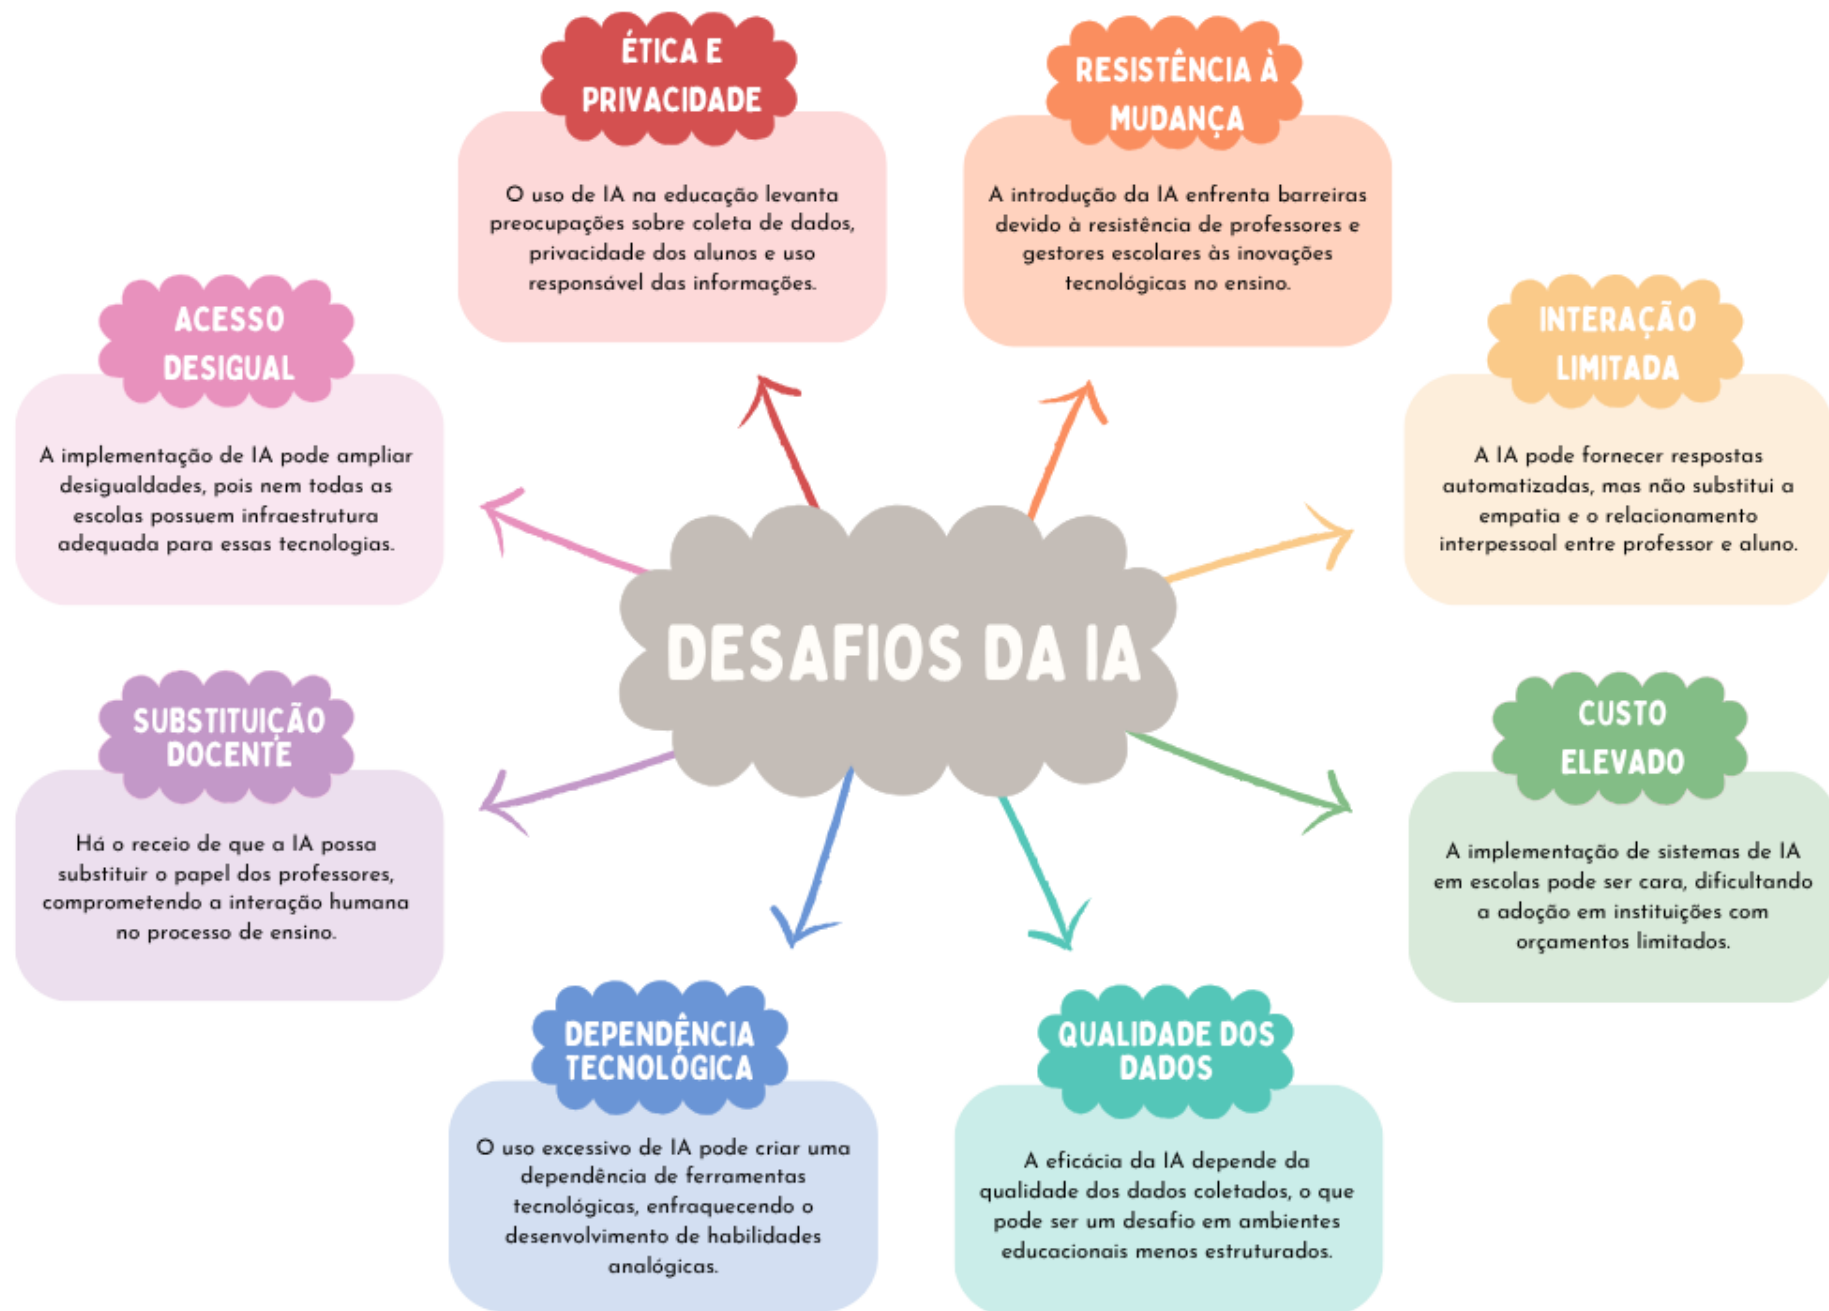 ÉTICA E
PRIVACIDADE
O uso de IA na educação levanta
preocupações sobre coleta de dados,
privacidade dos alunos e uso
responsável das informações.
RESISTÊNCIA À
MUDANÇA
A introdução da IA enfrenta barreiras
devido à resistência de professores e
gestores escolares às inovações
tecnológicas no ensino.
ACESSO
DESIGUAL
A implementação de IA pode ampliar
desigualdades, pois nem todas as
escolas possuem infraestrutura
adequada para essas tecnologias.
INTERAÇÃO
LIMITADA
A IA pode fornecer respostas
automatizadas, mas não substitui a
empatia e o relacionamento
interpessoal entre professor e aluno.
DESAFIOS DA IA
SUBSTITUIÇÃO
DOCENTE
Há o receio de que a IA possa
substituir o papel dos professores,
comprometendo a interação humana
no processo de ensino.
CUSTO
ELEVADO
A implementação de sistemas de IA
em escolas pode ser cara, dificultando
a adoção em instituições com
orçamentos limitados.
DEPENDÊNCIA
TECNOLÓGICA
O uso excessivo de IA pode criar uma
dependência de ferramentas
tecnológicas, enfraquecendo o
desenvolvimento de habilidades
analógicas.
QUALIDADE DOS
DADOS
A eficácia da IA depende da
qualidade dos dados coletados, o que
pode ser um desafio em ambientes
educacionais menos estruturados.